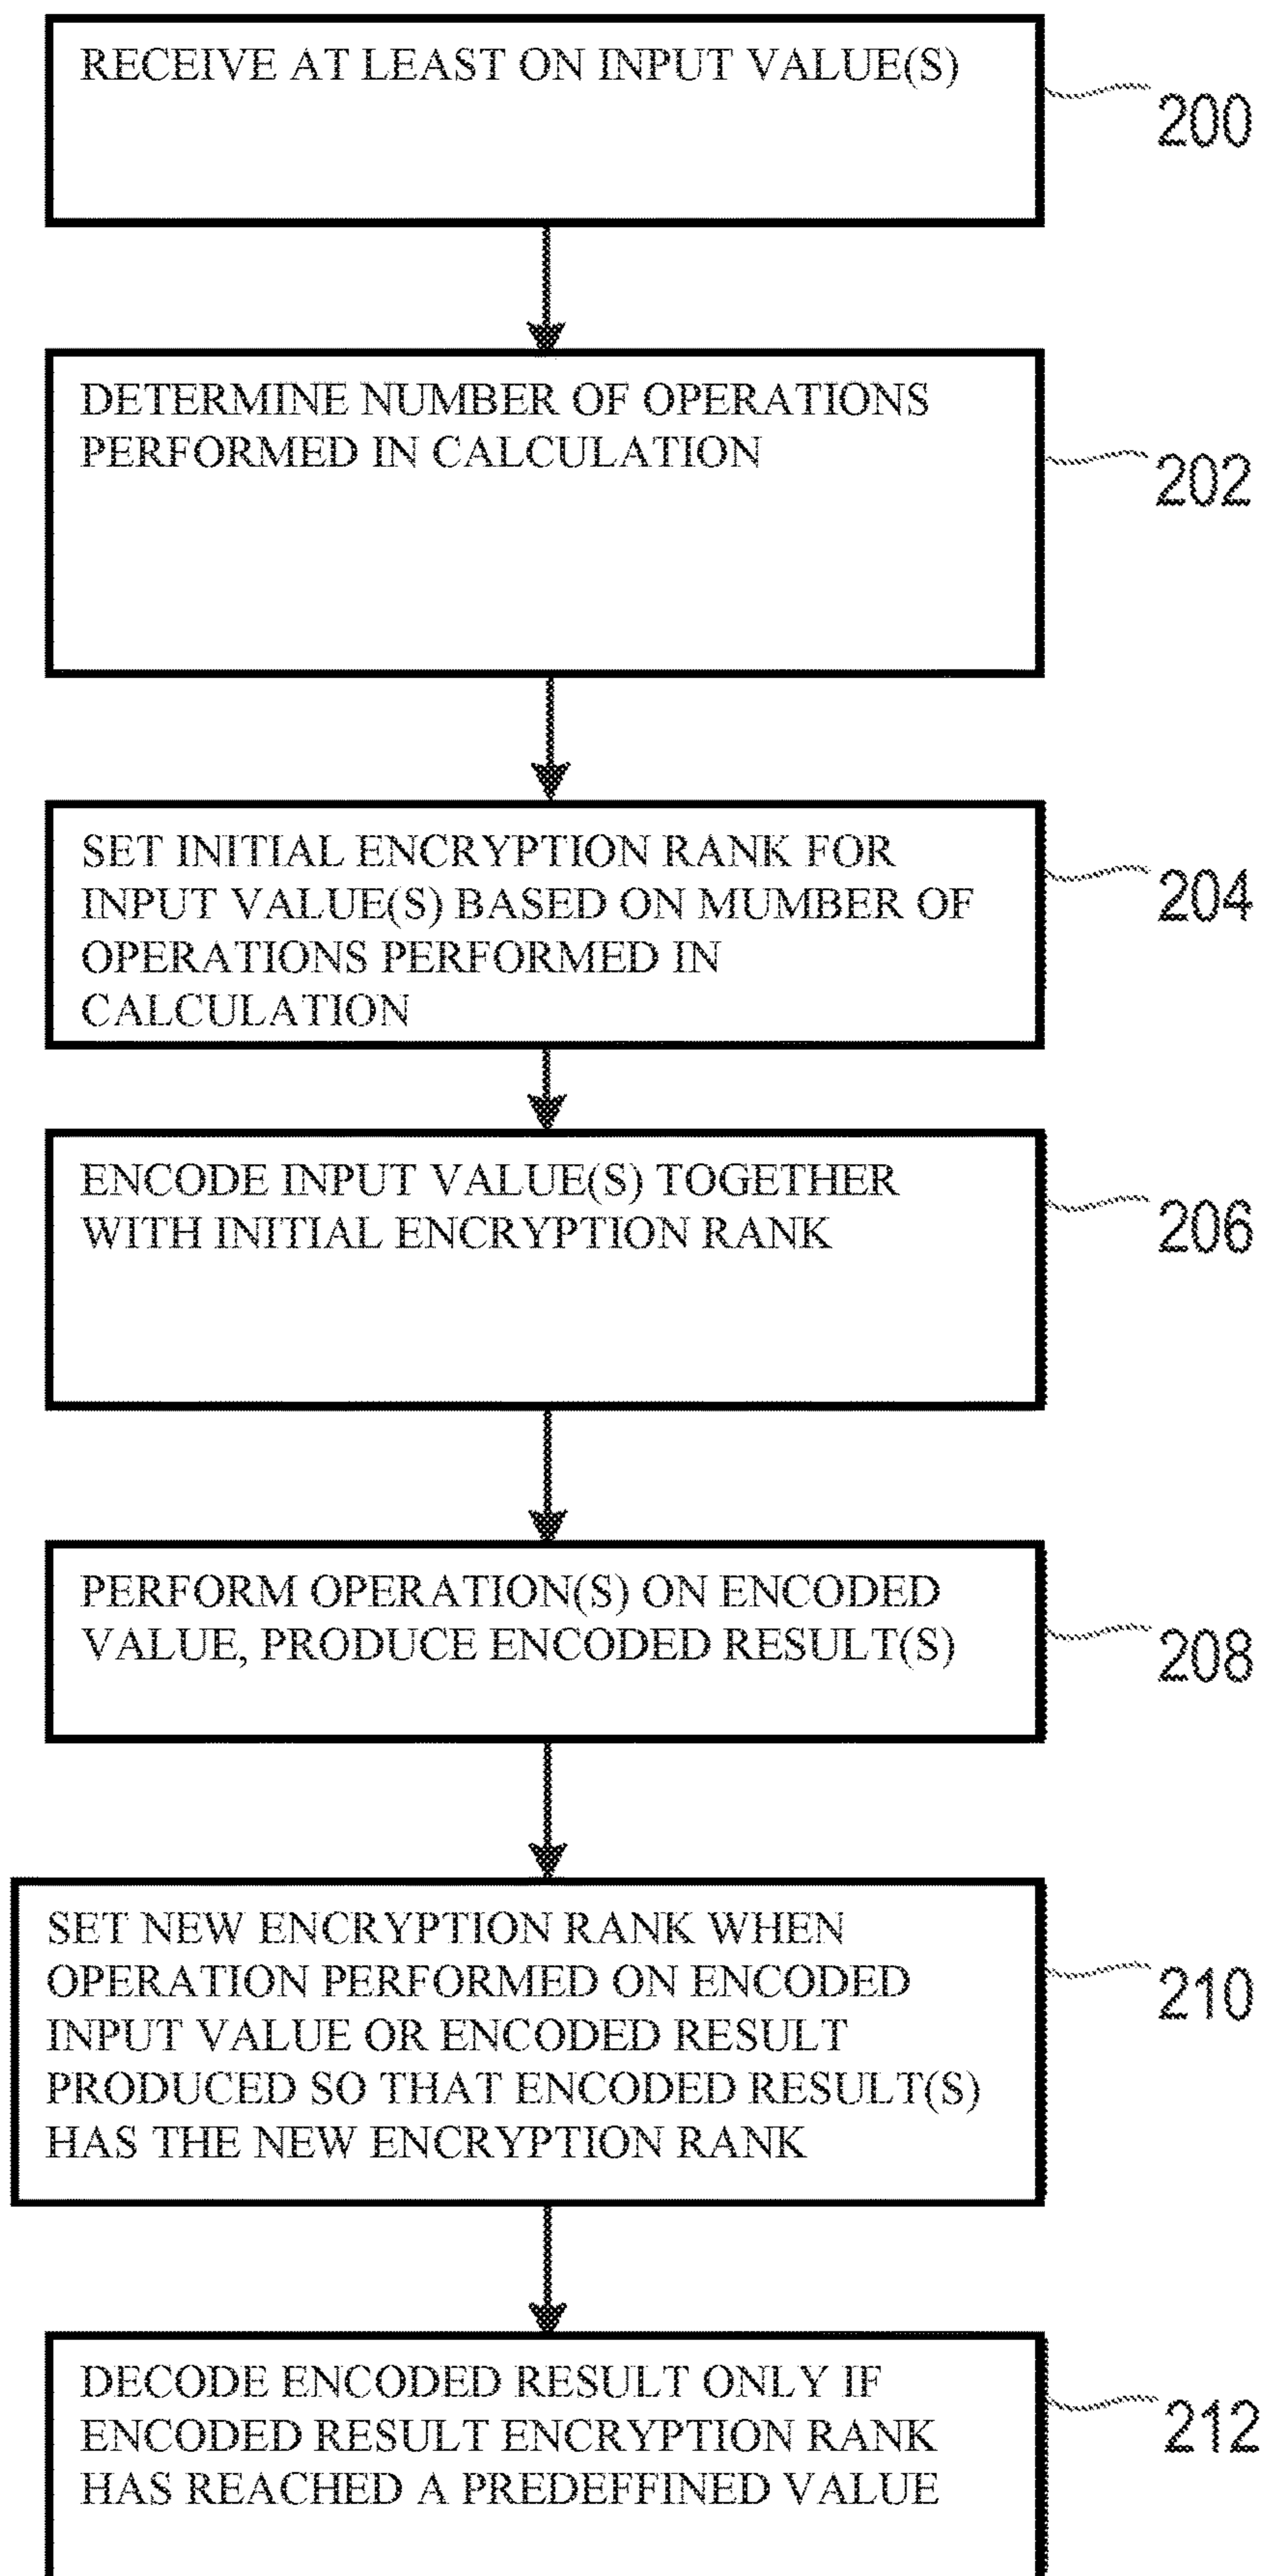 RECEIVE AT LEAST ON INPUT VALUE(S)
200
DETERMINE NUMBER OF OPERATIONS
PERFORMED IN CALCULATION
202
SET INITIAL ENCRYPTION RANK FOR
INPUT VALUE(S) BASED ON MUMBER OF
OPERATIONS PERFORMED IN
CALCULATION
204
ENCODE INPUT VALUE(S) TOGETHER
WITH INITIAL ENCRYPTION RANK
206
PERFORM OPERATION(S) ON ENCODED
VALUE, PRODUCE ENCODED RESULT(S)
208
SET NEW ENCRYPTION RANK WHEN
OPERATION PERFORMED ON ENCODED
INPUT VALUE OR ENCODED RESULT
PRODUCED SO THAT ENCODED RESULT(S)
HAS THE NEW ENCRYPTION RANK
210
DECODE ENCODED RESULT ONLY IF
ENCODED RESULT ENCRYPTION RANK
HAS REACHED A PREDEFFINED VALUE
212